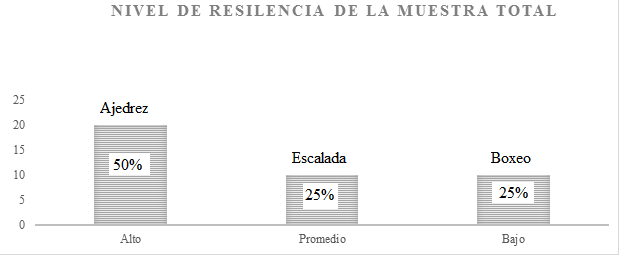 NIVEL DE RESILENCIA DE LA MUESTRA TOTAL
25
20
15
10
5
0
Ajedrez
50%
Escalada
25%
Boxeo
25%
Alto
Promedio
Bajo